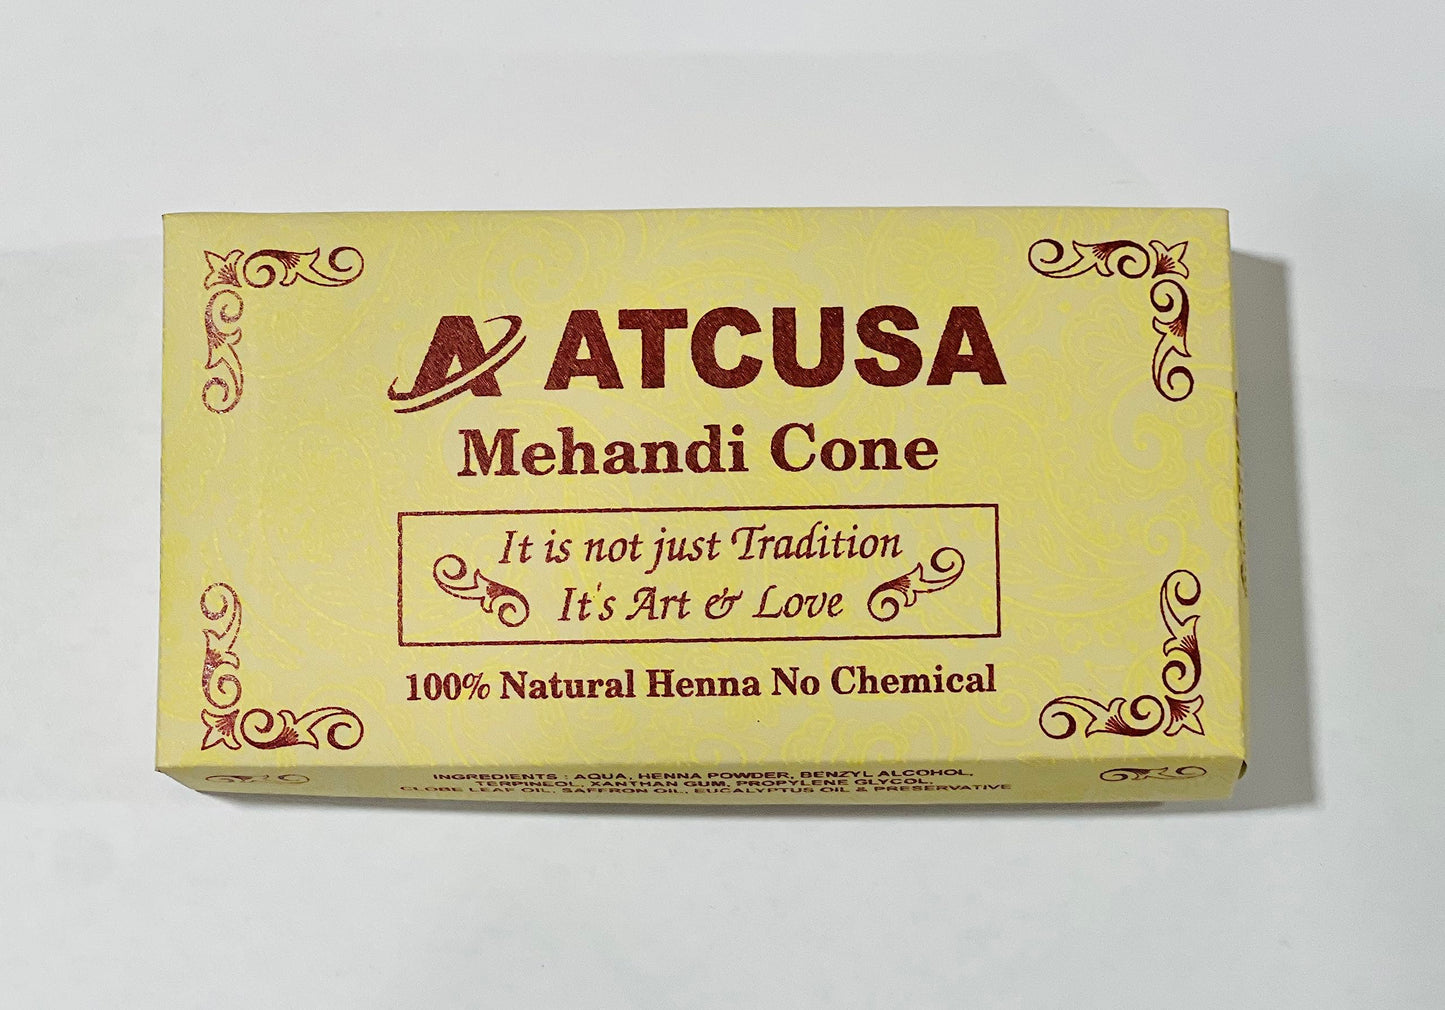 ATCUSA
Mehandi Cone
It is not just Tradition
It's Art & Love
100% Natural Henna No Chemical
INGREDIENTS : AQUA, HENNA POWDER, BENZYL ALCOHOL,
TERPINEOL, XANTHAN GUM, PROPYLENE GLYCOL,
CLOBE LEAF OIL, SAFFRON OIL, EUCALYPTUS OIL & PRESERVATIVE